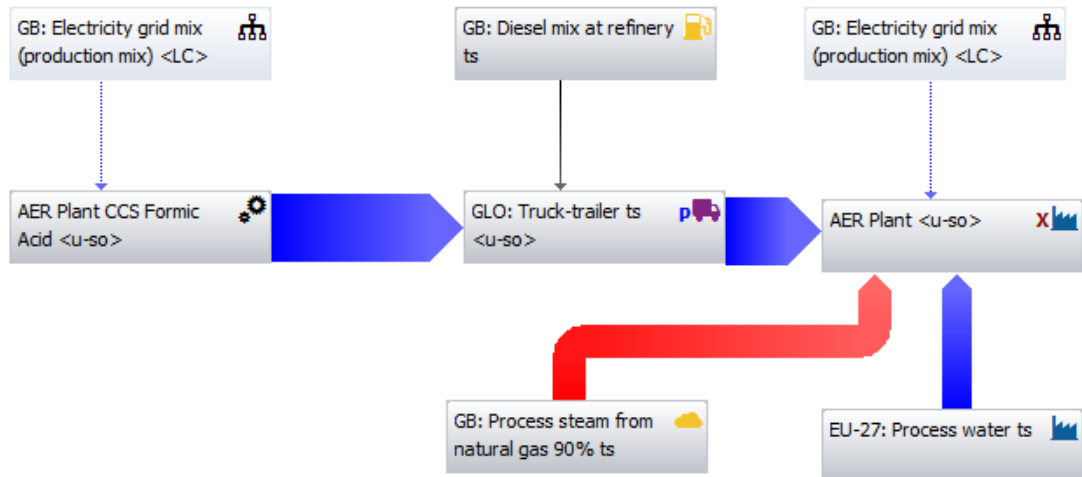 GB: Electricity grid mix
(production mix) <LC>
GB: Diesel mix at refinery
ts
GB: Electricity grid mix
(production mix) <LC>
AER Plant CCS Formic
Acid <u-so>
GLO: Truck-trailer ts
<u-so>
p
AER Plant <u-so>
X
GB: Process steam from
natural gas 90% ts
EU-27: Process water ts